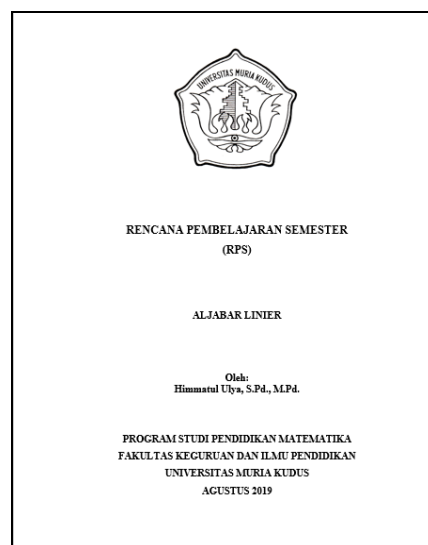 UNIVERSITAS MURIA KUDUS
RENCANA PEMBELAJARAN SEMESTER
(RPS)
ALJABAR LINIER
Oleh:
Himmatul Ulya, S.Pd., M.Pd.
PROGRAM STUDI PENDIDIKAN MATEMATIKA
FAKULTAS KEGURUAN DAN ILMU PENDIDIKAN
UNIVERSITAS MURIA KUDUS
AGUSTUS 2019